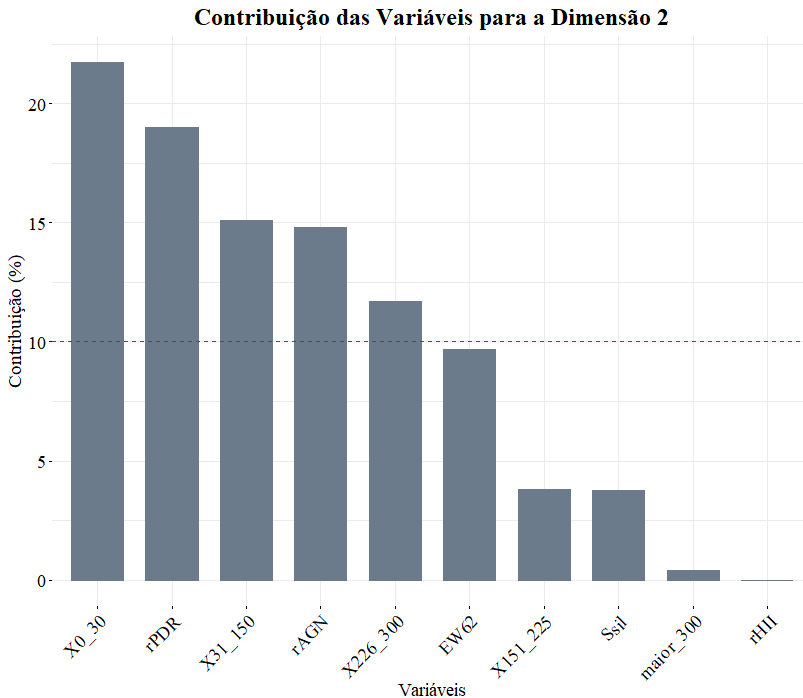 Contribuição das Variáveis para a Dimensão 2
Contribuição (%)
20
15
10
5
0
X0_30
rPDR
X31_150
rAGN
X226_300
EW62
X151_225
Ssil
maior_300
rHII
Variáveis